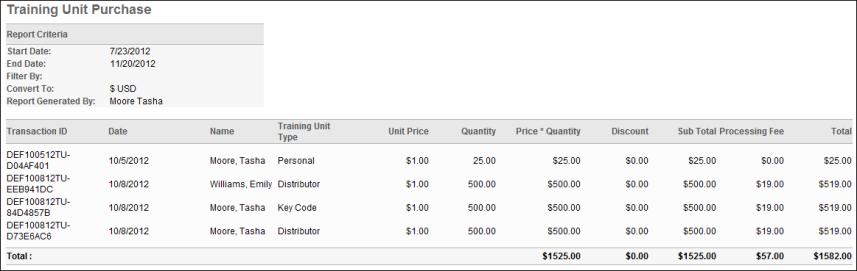 Training Unit Purchase
Report Criteria
Start Date: 7/23/2012
End Date: 11/20/2012
Filter By:
Convert To: $ USD
Report Generated By: Moore Tasha
Transaction ID Date Name Training Unit Type Unit Price Quantity Price * Quantity Discount Sub Total Processing Fee Total
DEF100512TU-
D04AF401 10/5/2012 Moore, Tasha Personal $1.00 25.00 $25.00 $0.00 $25.00 $0.00 $25.00
DEF100812TU-
EEB941DC 10/8/2012 Williams, Emily Distributor $1.00 500.00 $500.00 $0.00 $500.00 $19.00 $519.00
DEF100812TU-
84D4857B 10/8/2012 Moore, Tasha Key Code $1.00 500.00 $500.00 $0.00 $500.00 $19.00 $519.00
DEF100812TU-
D73E6AC6 10/8/2012 Moore, Tasha Distributor $1.00 500.00 $500.00 $0.00 $500.00 $19.00 $519.00
Total : $1525.00 $0.00 $1525.00 $57.00 $1582.00